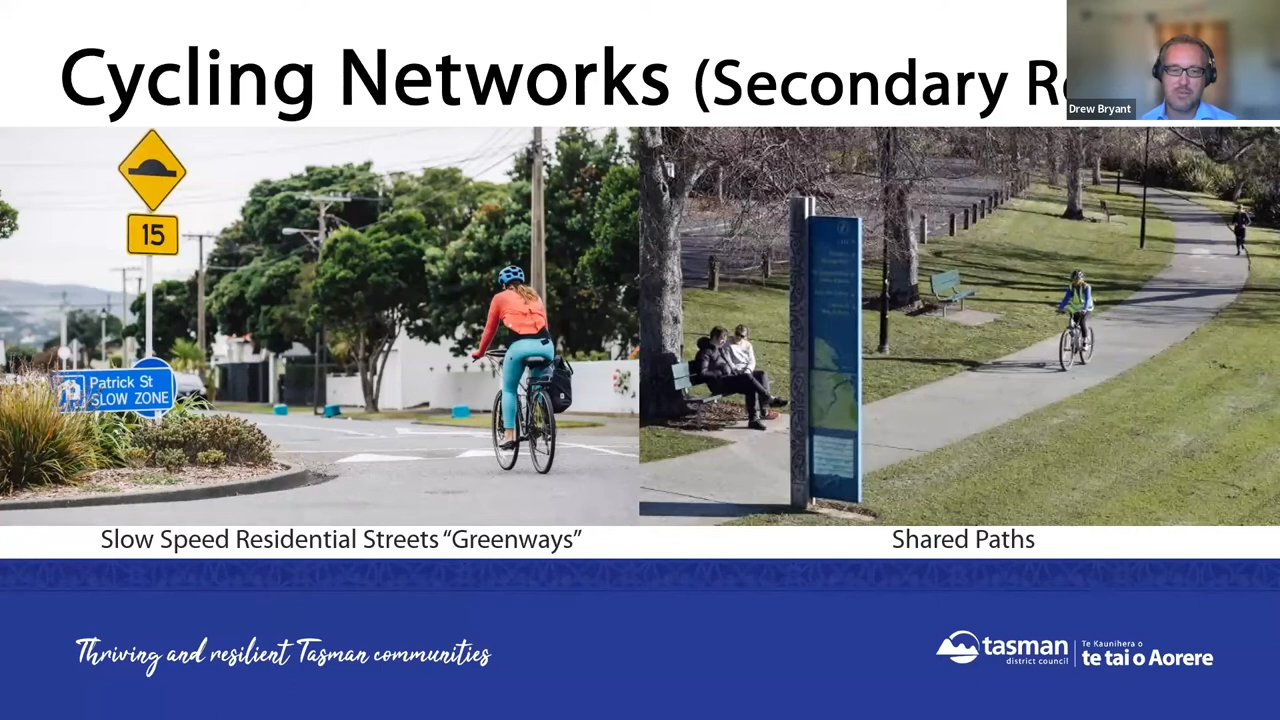 Cycling Networks (Secondary R
Drew Bryant
15
Patrick St
SLOW ZONE
Slow Speed Residential Streets “Greenways”
Shared Paths
Thriving and resilient Tasman communities
tasman
district council
Te Kaunihera o
te tai o Aorere